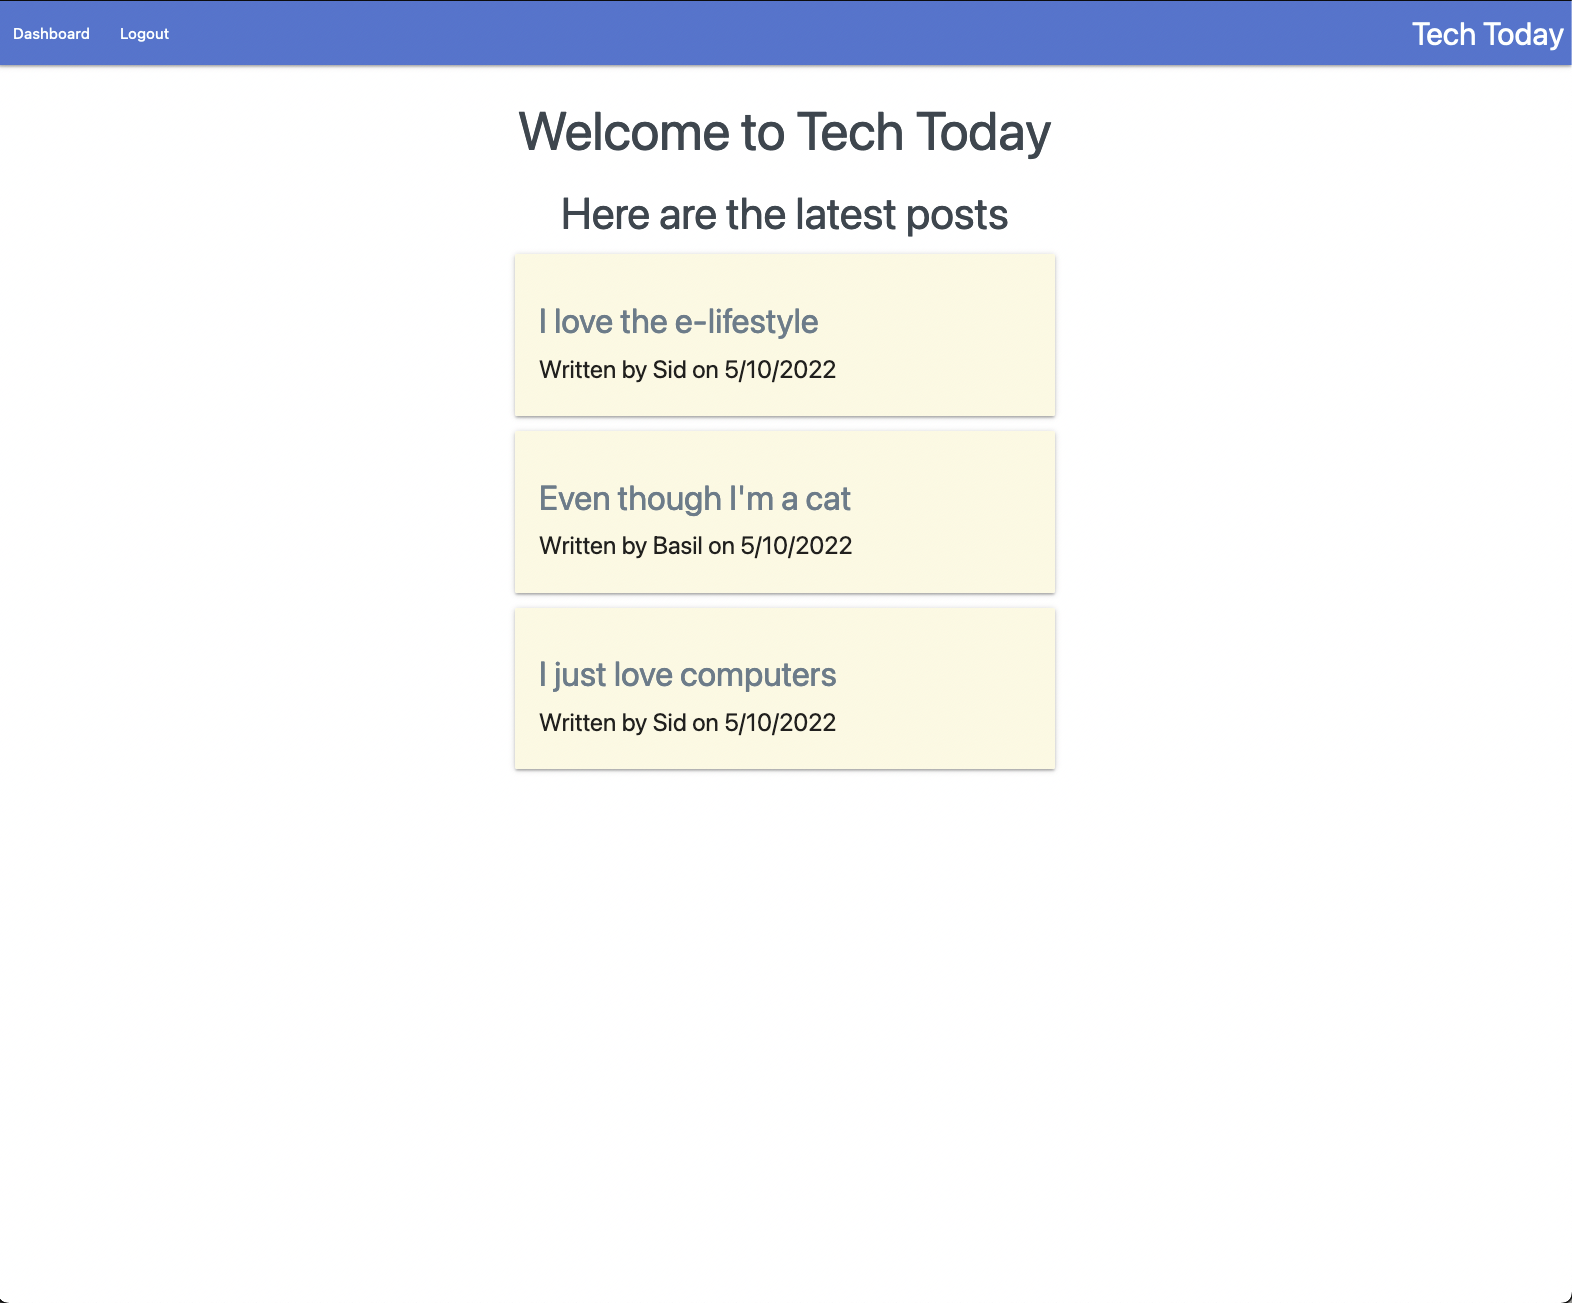 Dashboard Logout Tech Today
Welcome to Tech Today
Here are the latest posts
I love the e-lifestyle
Written by Sid on 5/10/2022
Even though I'm a cat
Written by Basil on 5/10/2022
I just love computers
Written by Sid on 5/10/2022